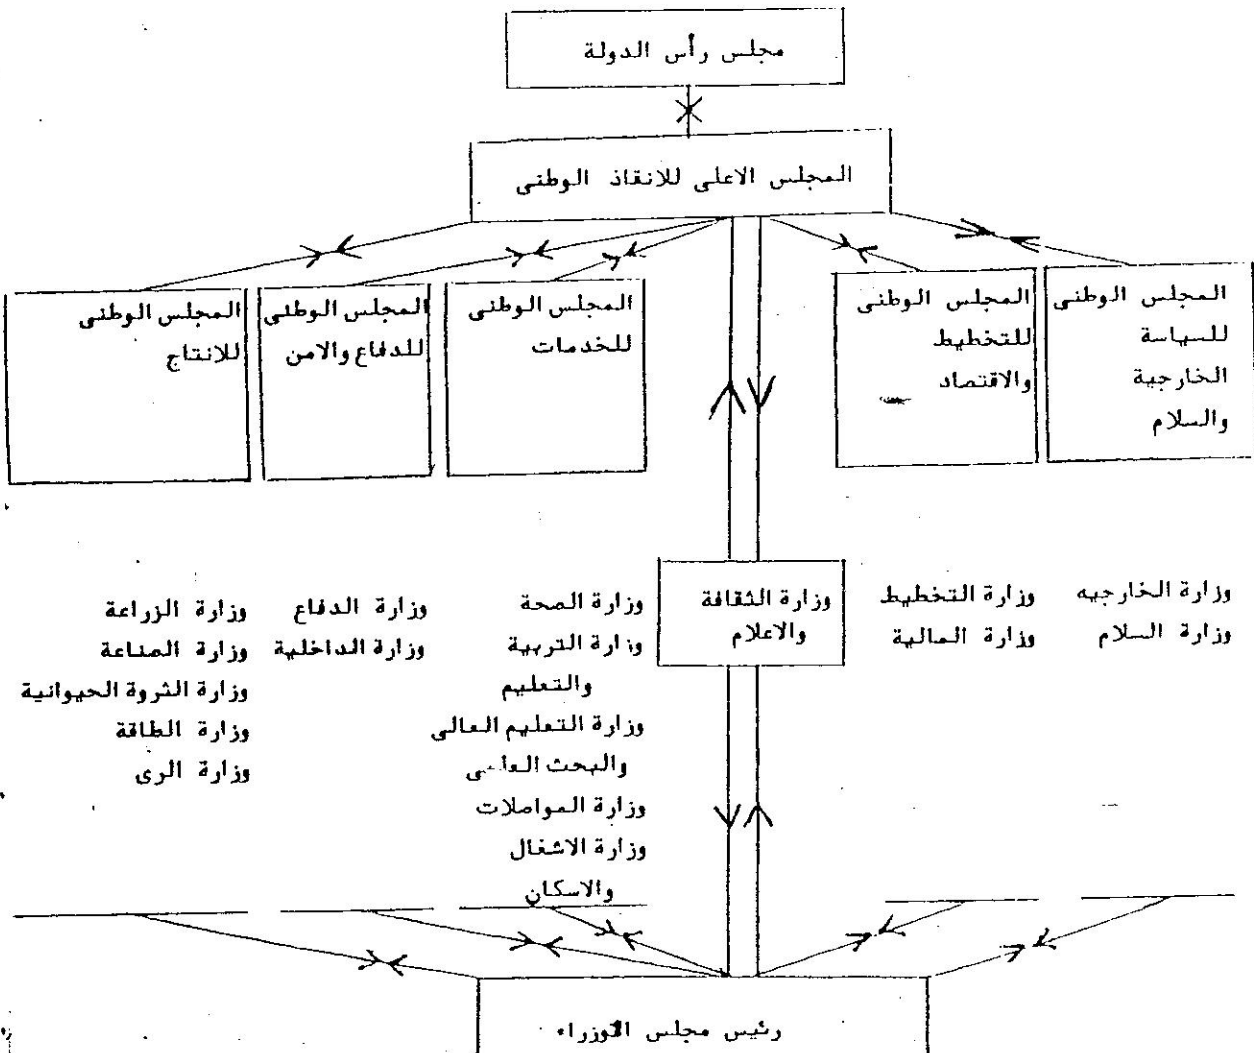 مجلس رأس الدولة
المجلس الاعلى للانقاذ الوطنى
المجلس الوطنى
للسياسة
الخارجية
والسلام
المجلس الوطنى
للتخطيط
والاقتصاد
المجلس الوطنى
للخدمات
المجلس الوطنى
للدفاع والامن
المجلس الوطنى
للانتاج
وزارة الخارجيه
وزارة السلام
وزارة التخطيط
وزارة المالية
وزارة الثقافة
والاعلام
وزارة الصحة
وزارة التربية
والتعليم
وزارة التعليم العالى
والبحث العلمى
وزارة المواصلات
وزارة الاشغال
والاسكان
وزارة الدفاع
وزارة الداخلية
وزارة الزراعة
وزارة الصناعة
وزارة الثروة الحيوانية
وزارة الطاقة
وزارة الرى
رئيس مجلس الوزراء